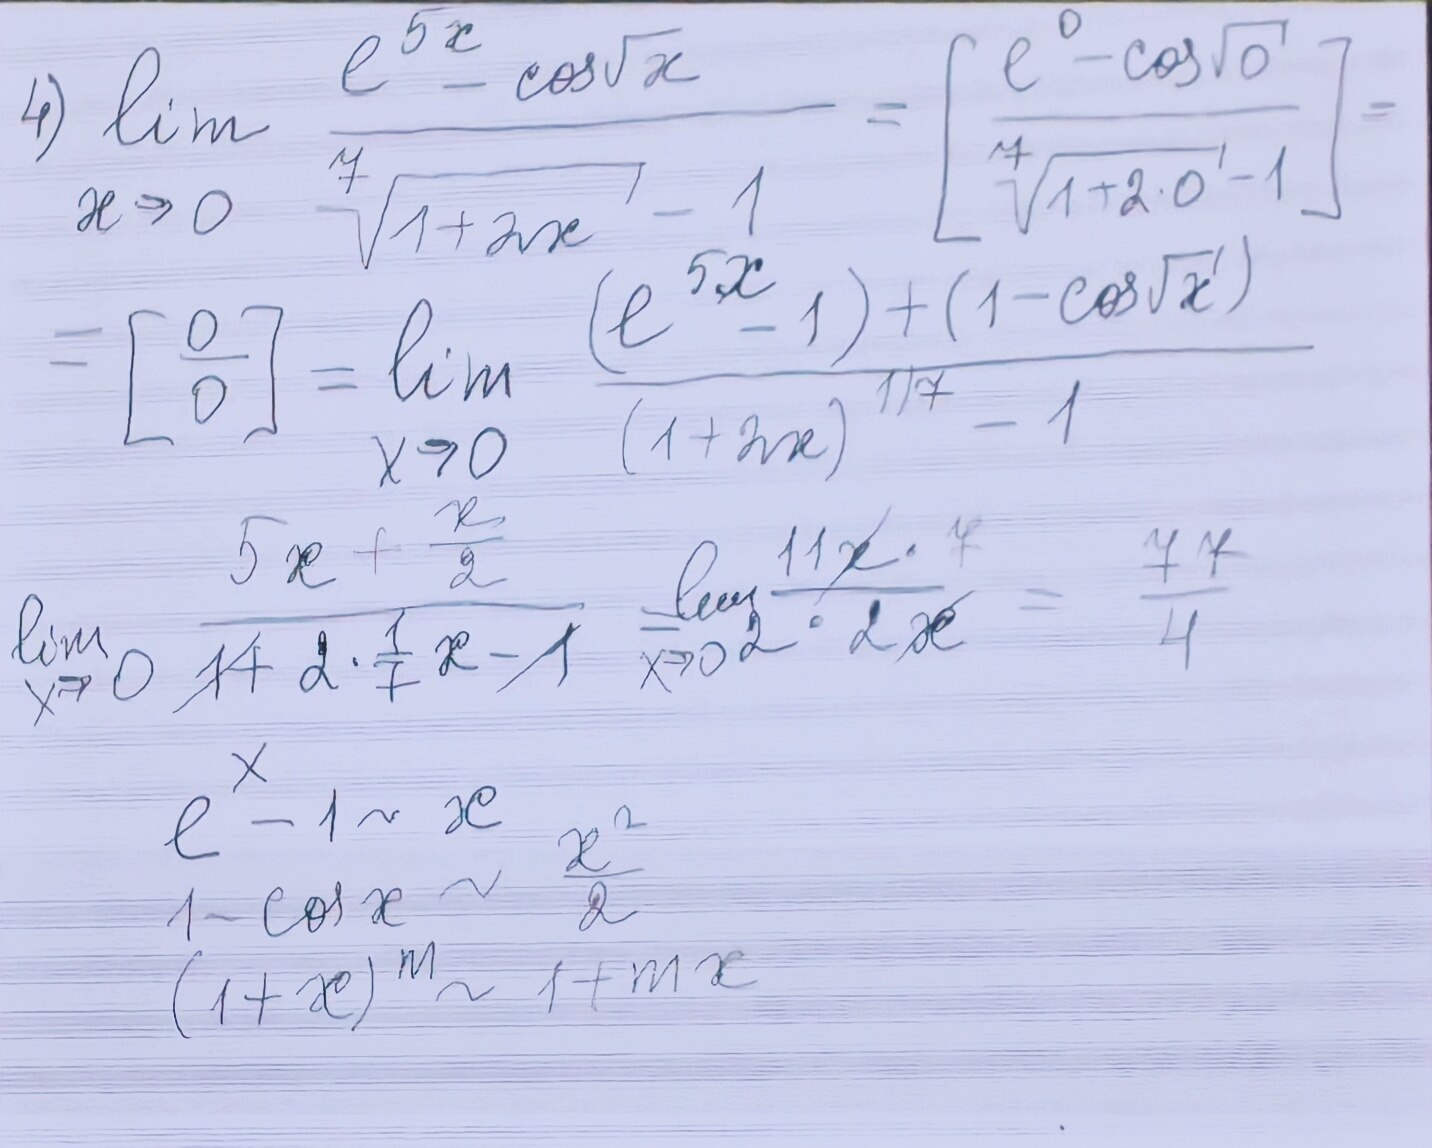 4) lim x→0 (e^(5x) - cos√x) / (⁷√(1+2x) - 1) = [(e^0 - cos√0) / (⁷√(1+2·0) - 1)] =
= [0/0] = lim x→0 ((e^(5x) - 1) + (1 - cos√x)) / ((1+2x)^(1/7) - 1)
lim x→0 (5x + x/2) / (1 + 2·1/7 x - 1) = lim x→0 (11x · 7) / (2 · 2x) = 77/4
e^x - 1 ~ x
1 - cos x ~ x²/2
(1+x)^m ~ 1+mx